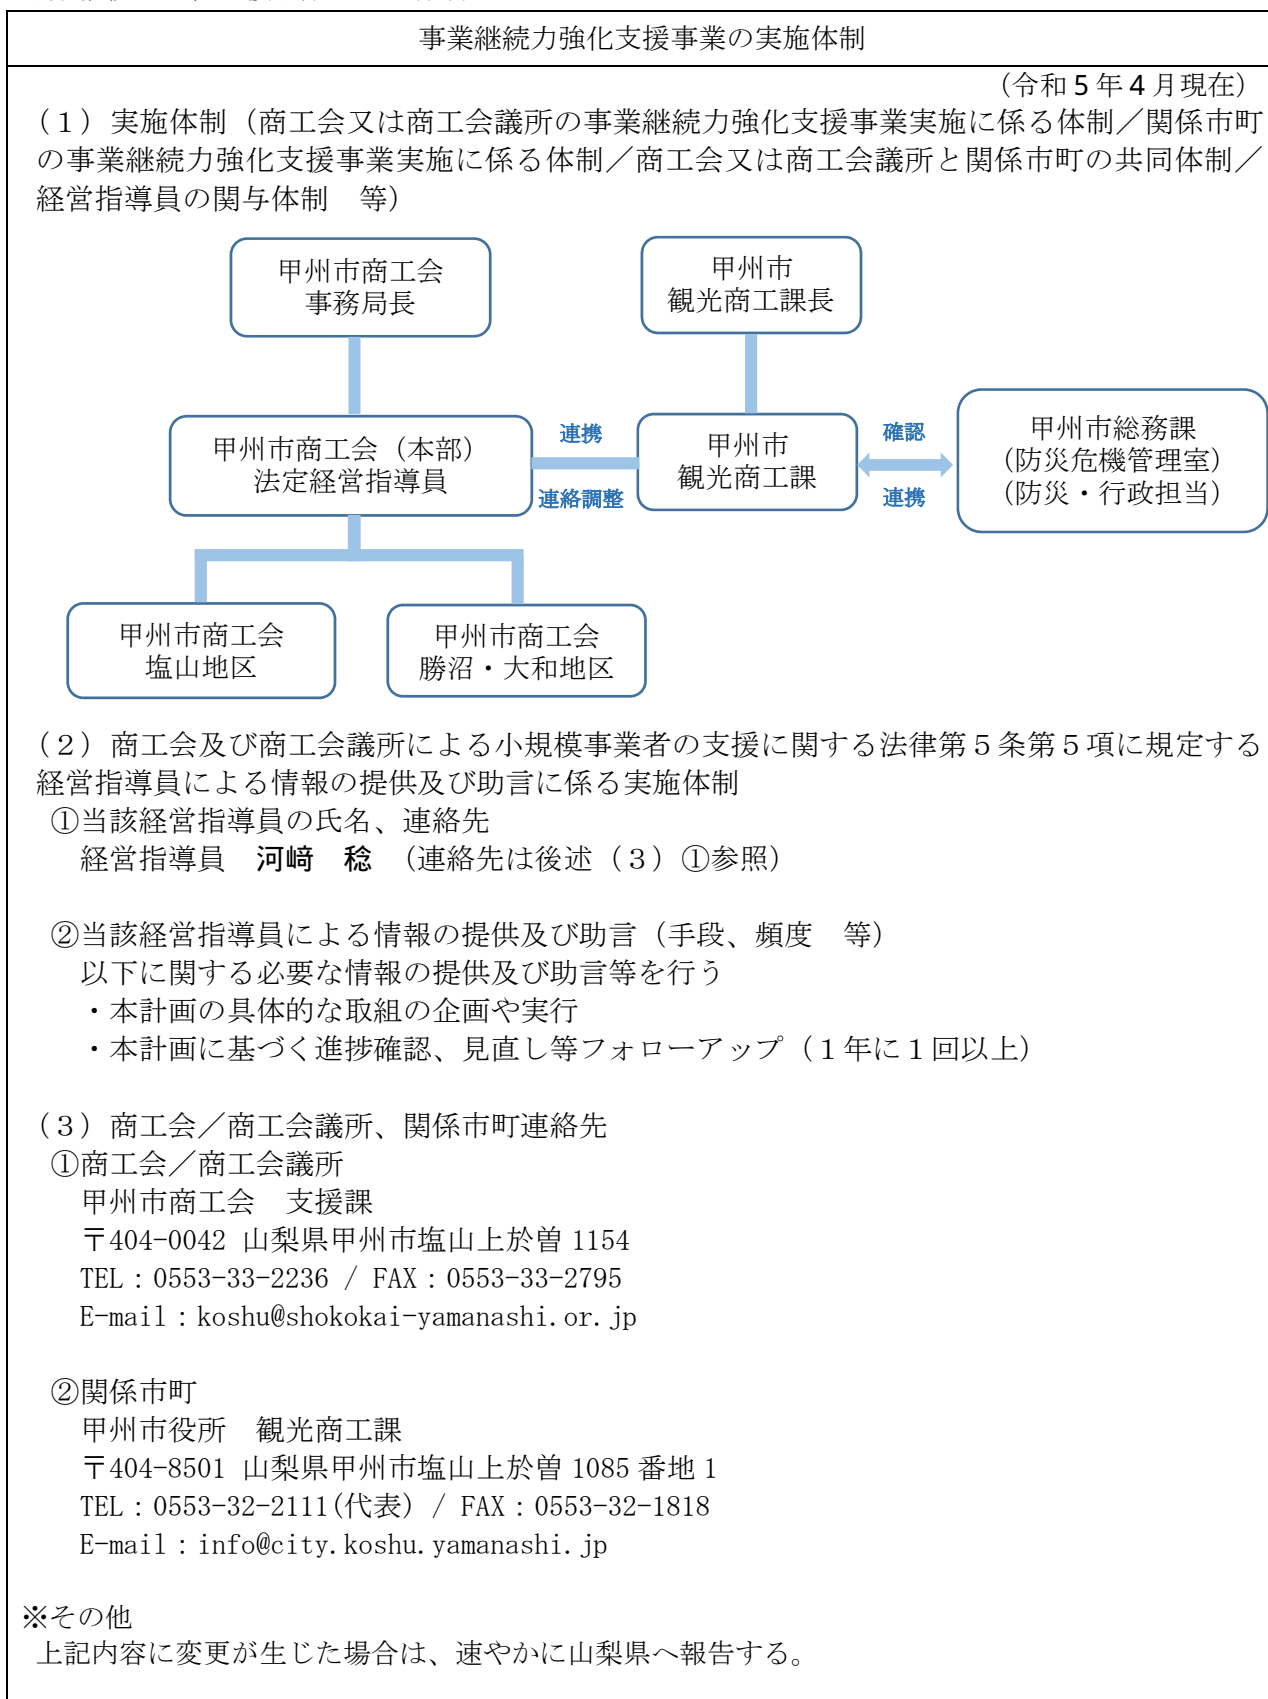 事業継続力強化支援事業の実施体制
（令和5年4月現在）
（１）実施体制（商工会又は商工会議所の事業継続力強化支援事業実施に係る体制／関係市町
の事業継続力強化支援事業実施に係る体制／商工会又は商工会議所と関係市町の共同体制／
経営指導員の関与体制　等）
甲州市商工会
事務局長
甲州市
観光商工課長
甲州市商工会（本部）
法定経営指導員
連携
連絡調整
甲州市
観光商工課
確認
連携
甲州市総務課
（防災危機管理室）
（防災・行政担当）
甲州市商工会
塩山地区
甲州市商工会
勝沼・大和地区
（２）商工会及び商工会議所による小規模事業者の支援に関する法律第５条第５項に規定する
経営指導員による情報の提供及び助言に係る実施体制
①当該経営指導員の氏名、連絡先
経営指導員　河﨑　稔　（連絡先は後述（３）①参照）
②当該経営指導員による情報の提供及び助言（手段、頻度　等）
以下に関する必要な情報の提供及び助言等を行う
・本計画の具体的な取組の企画や実行
・本計画に基づく進捗確認、見直し等フォローアップ（１年に１回以上）
（３）商工会／商工会議所、関係市町連絡先
①商工会／商工会議所
甲州市商工会　支援課
〒404-0042 山梨県甲州市塩山上於曽 1154
TEL：0553-33-2236 / FAX：0553-33-2795
E-mail：koshu@shokokai-yamanashi.or.jp
②関係市町
甲州市役所　観光商工課
〒404-8501 山梨県甲州市塩山上於曽 1085 番地 1
TEL：0553-32-2111(代表) / FAX：0553-32-1818
E-mail：info@city.koshu.yamanashi.jp
※その他
上記内容に変更が生じた場合は、速やかに山梨県へ報告する。